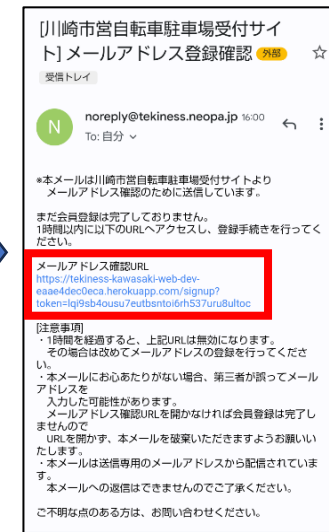 [川崎市営自転車駐車場受付サイ
ト] メールアドレス登録確認 外部
受信トレイ
N
noreply@tekiness.neopa.jp 16:00
To: 自分
*本メールは川崎市営自転車駐車場受付サイトより
メールアドレス確認のために送信しています。
まだ会員登録は完了しておりません。
1時間以内に以下のURLへアクセスし、登録手続きを行ってく
ださい。
メールアドレス確認URL
https://tekiness-kawasaki-web-dev-
eaae4dec0eca.herokuapp.com/signup?
token=lqi9sb4ousu7eutbsntoi6rh537uru8ultoc
[注意事項]
・1時間を経過すると、上記URLは無効になります。
その場合は改めてメールアドレスの登録を行ってくださ
い。
・本メールにお心あたりがない場合、第三者が誤ってメール
アドレスを
入力した可能性があります。
メールアドレス確認URLを開かなければ会員登録は完了し
ませんので
URLを開かず、本メールを破棄いただきますようお願いい
たします。
・本メールは送信専用のメールアドレスから配信されていま
す。
本メールへの返信はできませんのでご了承ください。
ご不明な点のある方は、お問い合わせください。